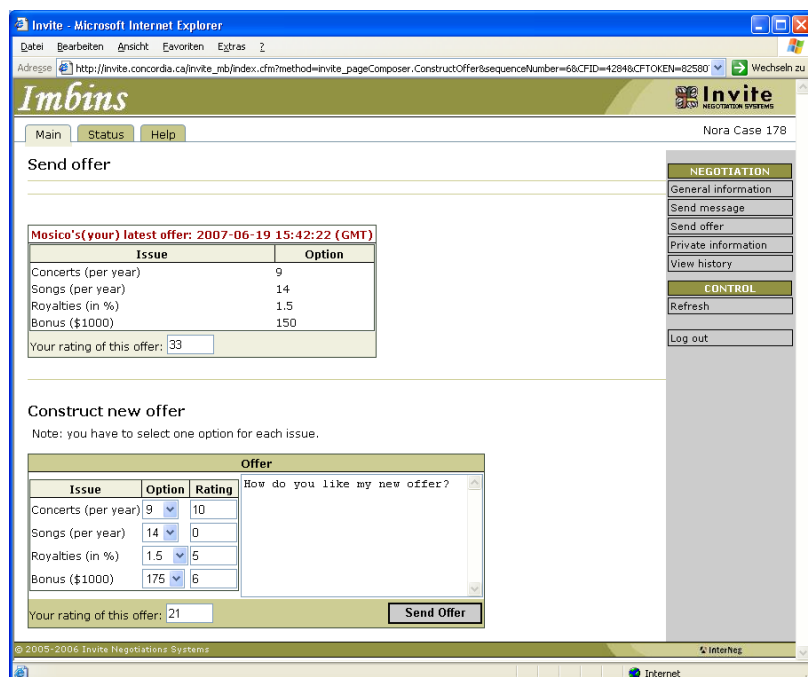 Invite - Microsoft Internet Explorer
Datei Bearbeiten Ansicht Favoriten Extras ?
Adresse http://invite.concordia.ca/invite_mb/index.cfm?method=invite_pageComposer.ConstructOffer&sequenceNumber=6&CFID=4284&CFTOKEN=82580 Wechseln zu
Imbins
Invite
NEGOTIATION SYSTEMS
Main Status Help
Nora Case 178
Send offer
Mosico's(your) latest offer: 2007-06-19 15:42:22 (GMT)
Issue Option
Concerts (per year) 9
Songs (per year) 14
Royalties (in %) 1.5
Bonus ($1000) 150
Your rating of this offer: 33
NEGOTIATION
General information
Send message
Send offer
Private information
View history
CONTROL
Refresh
Log out
Construct new offer
Note: you have to select one option for each issue.
Offer
Issue Option Rating
Concerts (per year) 9 10
Songs (per year) 14 0
Royalties (in %) 1.5 5
Bonus ($1000) 175 6
How do you like my new offer?
Your rating of this offer: 21
Send Offer
© 2005-2006 Invite Negotiations Systems
InterNeg
Internet